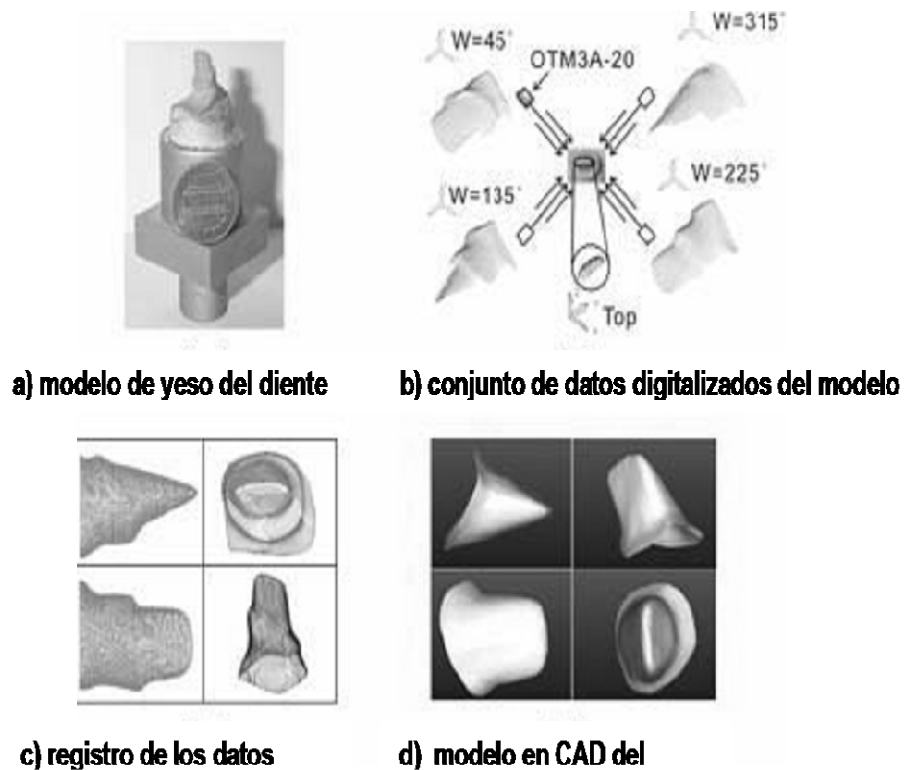 W=45°
W=315°
OTM3A-20
W=135°
W=225°
Top
a) modelo de yeso del diente
b) conjunto de datos digitalizados del modelo
c) registro de los datos
d) modelo en CAD del